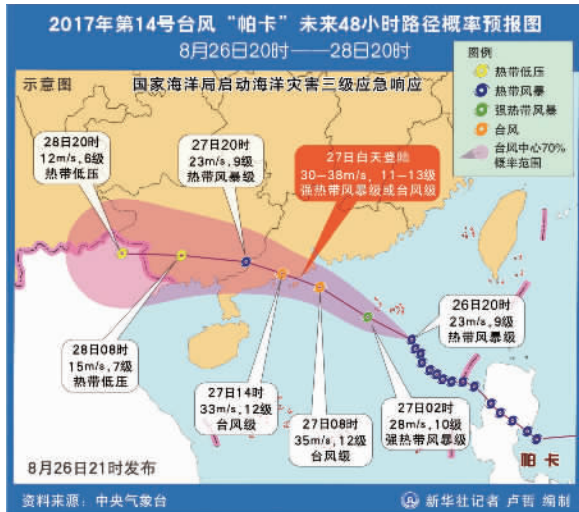 2017年第14号台风“帕卡”未来48小时路径概率预报图
8月26日20时——28日20时
图例
热带低压
热带风暴
强热带风暴
台风
台风中心70%
概率范围
示意图
国家海洋局启动海洋灾害三级应急响应
28日20时
12m/s,6级
热带低压
27日20时
23m/s,9级
热带风暴级
27日白天登陆
30—38m/s, 11—13级
强热带风暴级或台风级
26日20时
23m/s,9级
热带风暴级
28日08时
15m/s,7级
热带低压
27日14时
33m/s,12级
台风级
27日08时
35m/s,12级
台风级
27日02时
28m/s,10级
强热带风暴级
帕卡
8月26日21时发布
资料来源:中央气象台
新华社记者 卢哲 编制